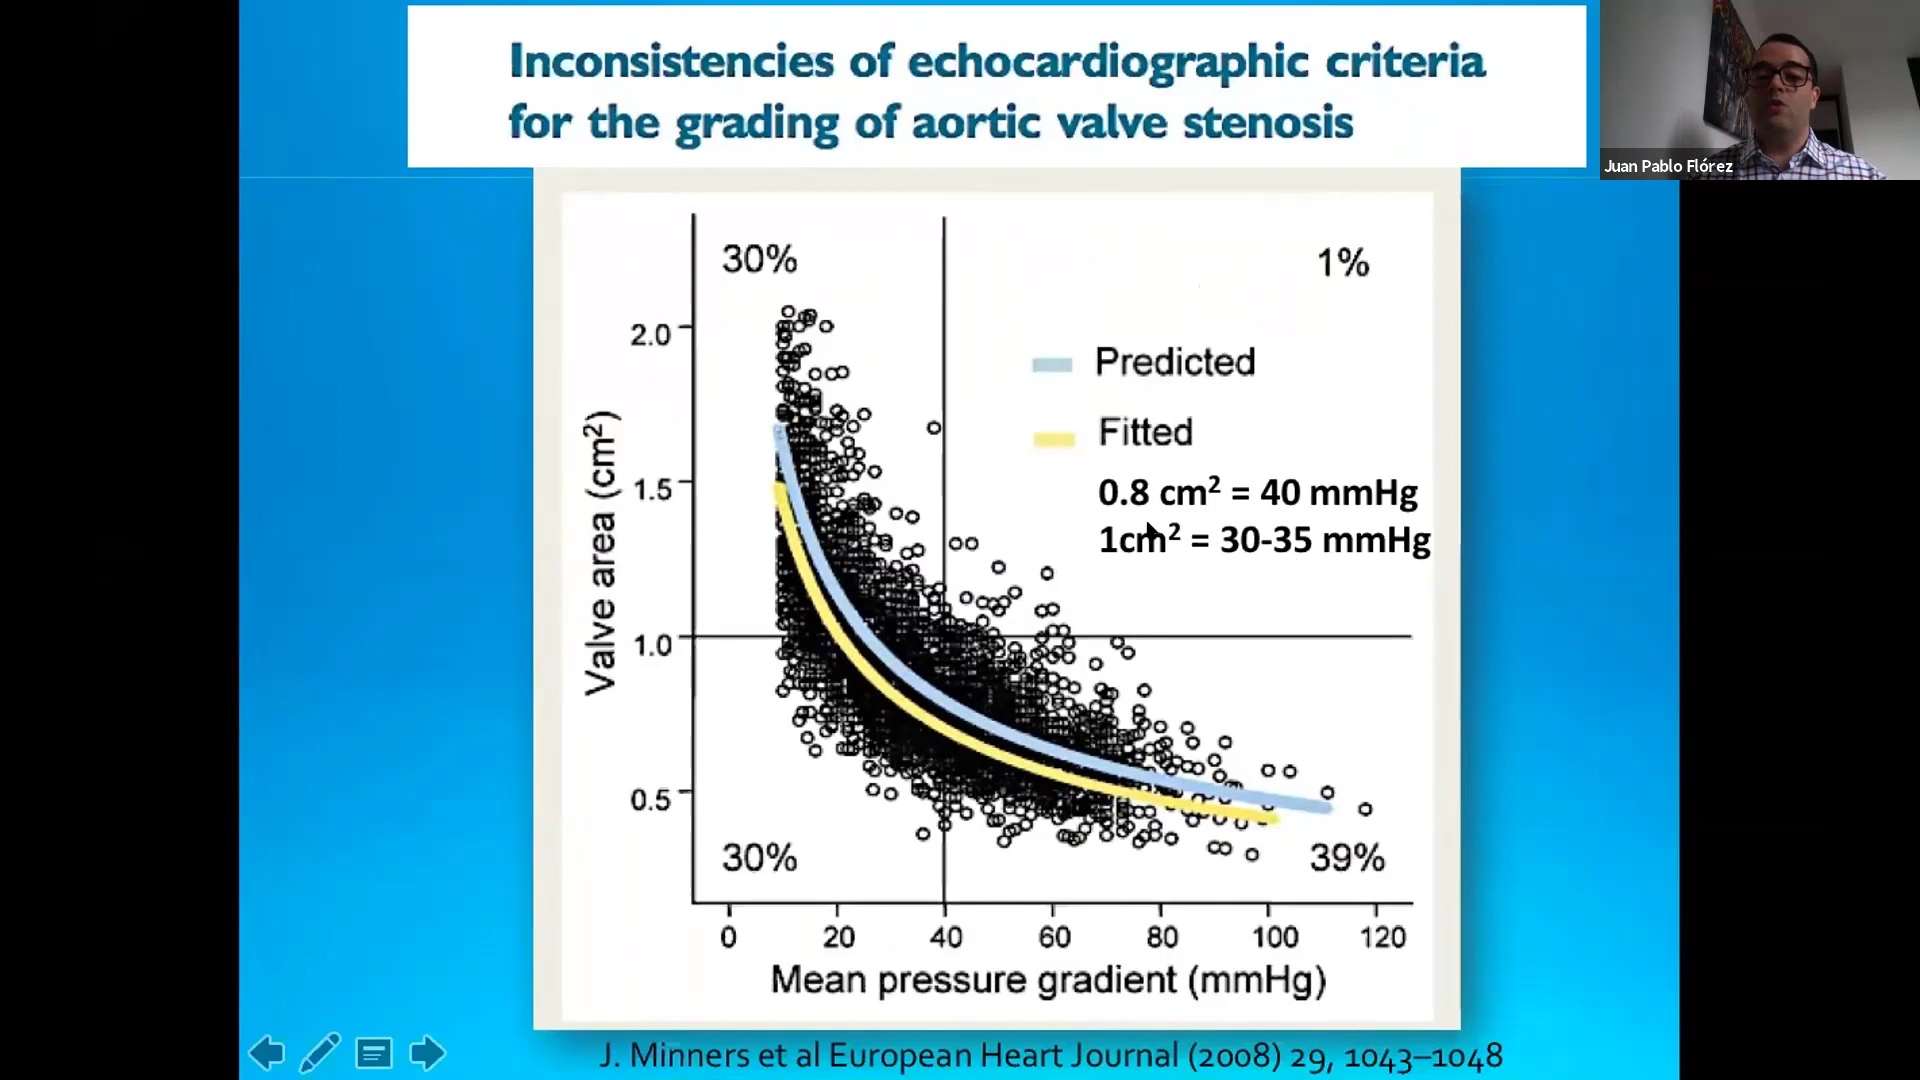 Inconsistencies of echocardiographic criteria
for the grading of aortic valve stenosis
Juan Pablo Flórez
30%
1%
2.0
Predicted
Fitted
0.8 cm² = 40 mmHg
1cm² = 30-35 mmHg
1.5
Valve area (cm²)
1.0
0.5
30%
39%
0 20 40 60 80 100 120
Mean pressure gradient (mmHg)
J. Minners et al European Heart Journal (2008) 29, 1043–1048